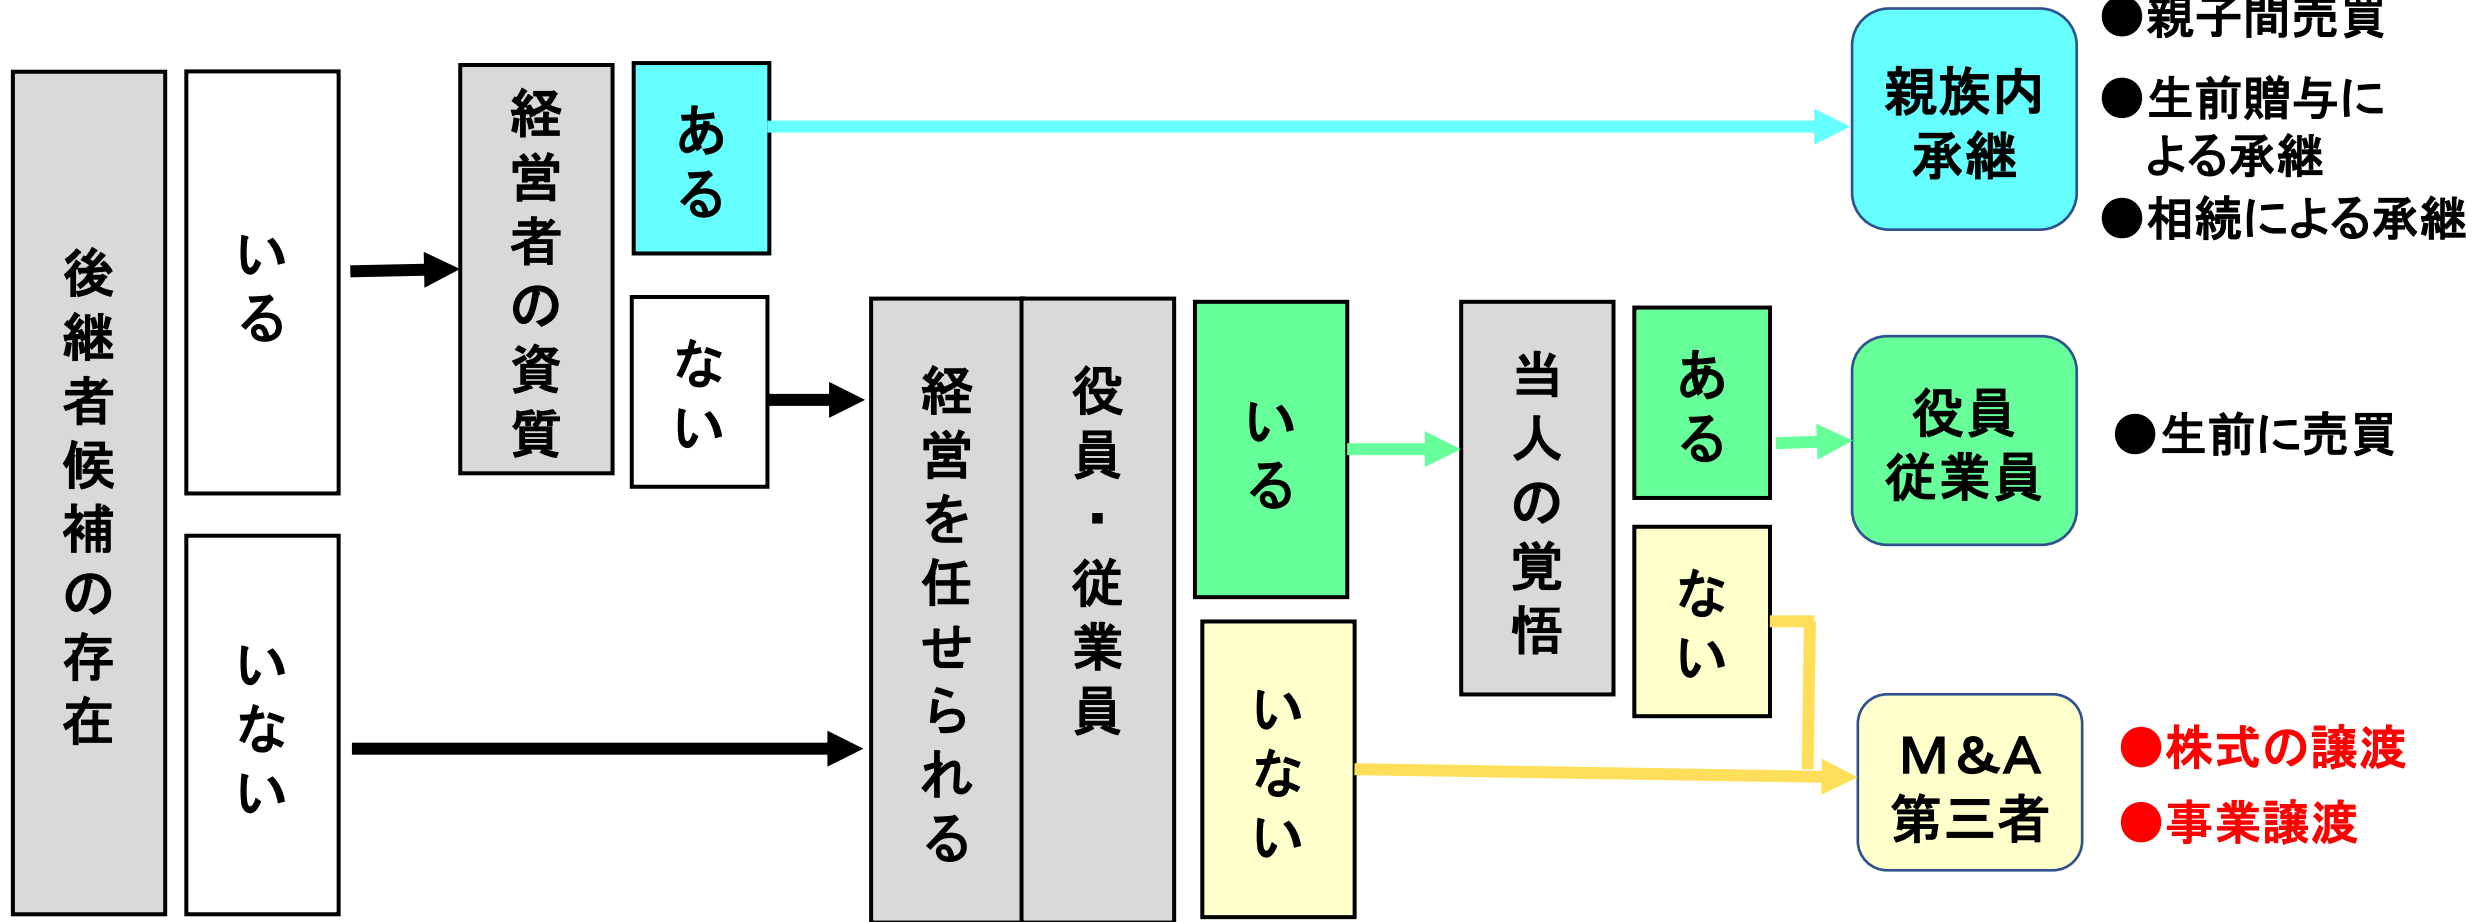 後継者候補の存在
いる
いない
経営者の資質
ある
ない
経営を任せられる
役員・従業員
いる
いない
当人の覚悟
ある
ない
親族内
承継
●親子間売買
●生前贈与に
よる承継
●相続による承継
役員
従業員
●生前に売買
M&A
第三者
●株式の譲渡
●事業譲渡